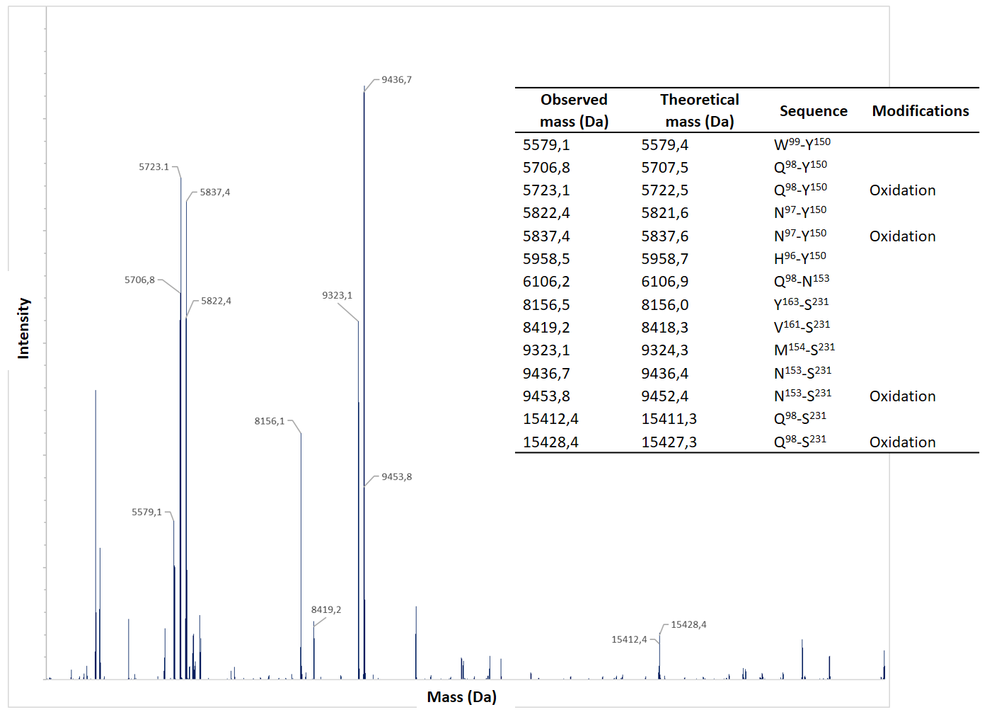 9436,7
5723.1
5837,4
5706,8
5822,4
9323,1
8156,1
9453,8
5579,1
8419,2
15428,4
15412,4
Intensity
Mass (Da)
Observed mass (Da) Theoretical mass (Da) Sequence Modifications
5579,1 5579,4 W99-Y150
5706,8 5707,5 Q98-Y150
5723,1 5722,5 Q98-Y150 Oxidation
5822,4 5821,6 N97-Y150
5837,4 5837,6 N97-Y150 Oxidation
5958,5 5958,7 H96-Y150
6106,2 6106,9 Q98-N153
8156,5 8156,0 Y163-S231
8419,2 8418,3 V161-S231
9323,1 9324,3 M154-S231
9436,7 9436,4 N153-S231
9453,8 9452,4 N153-S231 Oxidation
15412,4 15411,3 Q98-S231
15428,4 15427,3 Q98-S231 Oxidation